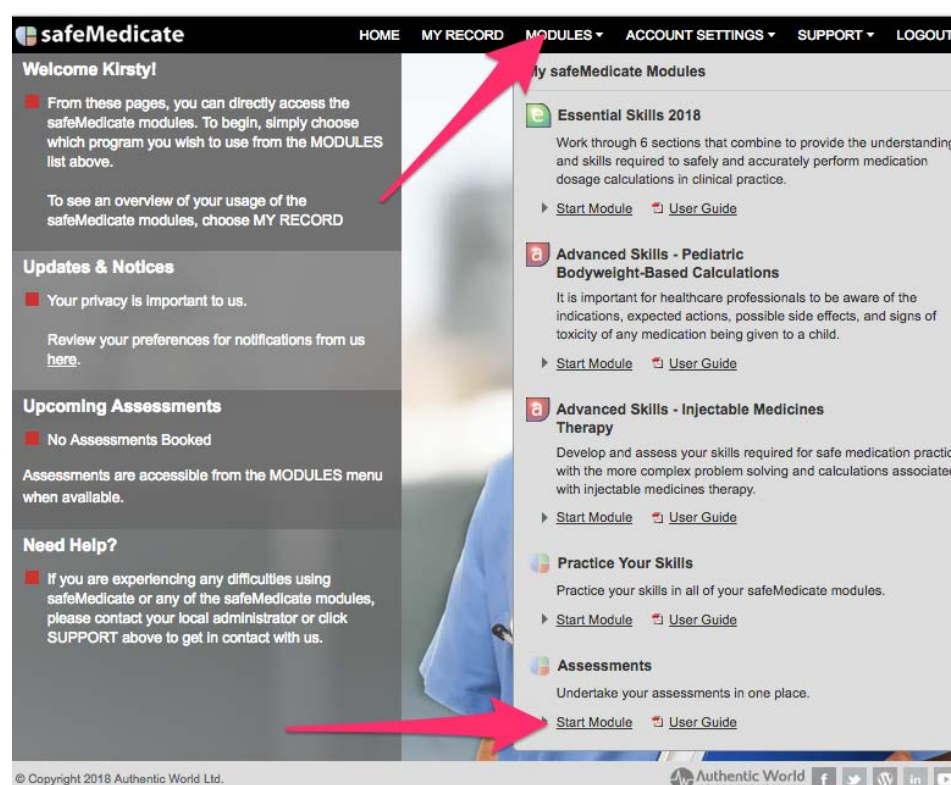 safeMedicate
HOME MY RECORD MODULES ACCOUNT SETTINGS SUPPORT LOGOUT
Welcome Kirsty!
From these pages, you can directly access the
safeMedicate modules. To begin, simply choose
which program you wish to use from the MODULES
list above.
To see an overview of your usage of the
safeMedicate modules, choose MY RECORD
Updates & Notices
Your privacy is important to us.
Review your preferences for notifications from us
here.
Upcoming Assessments
No Assessments Booked
Assessments are accessible from the MODULES menu
when available.
Need Help?
If you are experiencing any difficulties using
safeMedicate or any of the safeMedicate modules,
please contact your local administrator or click
SUPPORT above to get in contact with us.
My safeMedicate Modules
Essential Skills 2018
Work through 6 sections that combine to provide the understanding
and skills required to safely and accurately perform medication
dosage calculations in clinical practice.
Start Module User Guide
Advanced Skills - Pediatric
Bodyweight-Based Calculations
It is important for healthcare professionals to be aware of the
indications, expected actions, possible side effects, and signs of
toxicity of any medication being given to a child.
Start Module User Guide
Advanced Skills - Injectable Medicines
Therapy
Develop and assess your skills required for safe medication practic
with the more complex problem solving and calculations associated
with injectable medicines therapy.
Start Module User Guide
Practice Your Skills
Practice your skills in all of your safeMedicate modules.
Start Module User Guide
Assessments
Undertake your assessments in one place.
Start Module User Guide
© Copyright 2018 Authentic World Ltd.
Authentic World